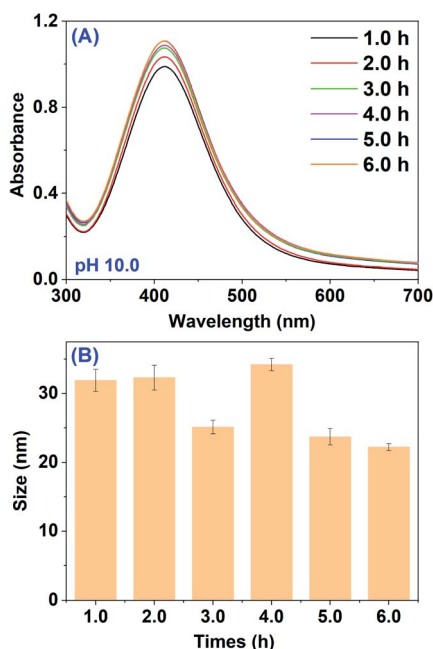 (A)
1.2
0.8
0.4
0.0
Absorbance
1.0 h
2.0 h
3.0 h
4.0 h
5.0 h
6.0 h
pH 10.0
300 400 500 600 700
Wavelength (nm)
(B)
30
20
10
0
Size (nm)
1.0 2.0 3.0 4.0 5.0 6.0
Times (h)